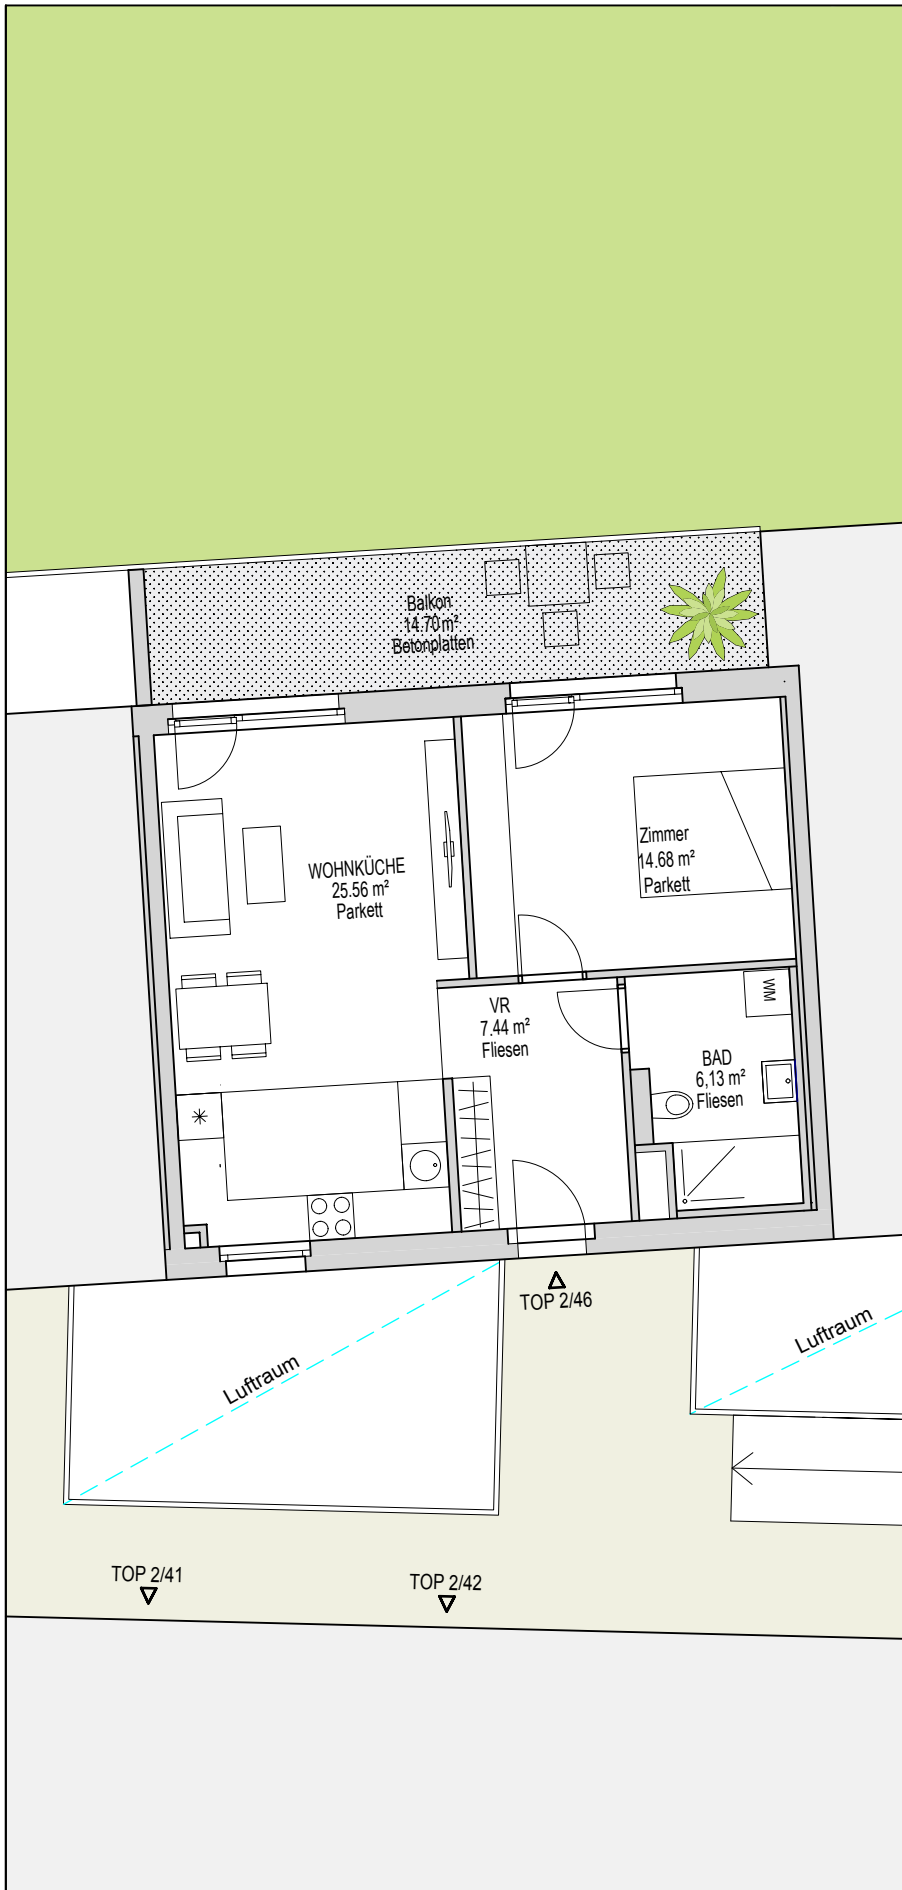 Balkon
14.70 m²
Betonplatten
WOHNKÜCHE
25.56 m²
Parkett
Zimmer
14.68 m²
Parkett
VR
7.44 m²
Fliesen
WM
BAD
6,13 m²
Fliesen
TOP 2/46
Luftraum
Luftraum
TOP 2/41
TOP 2/42